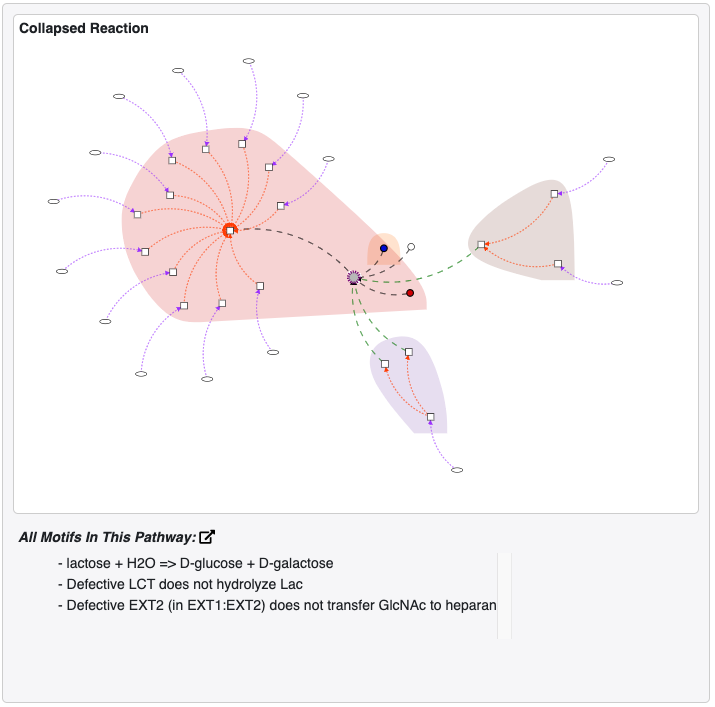 Collapsed Reaction
All Motifs In This Pathway:
- lactose + H2O => D-glucose + D-galactose
- Defective LCT does not hydrolyze Lac
- Defective EXT2 (in EXT1:EXT2) does not transfer GlcNAc to heparan